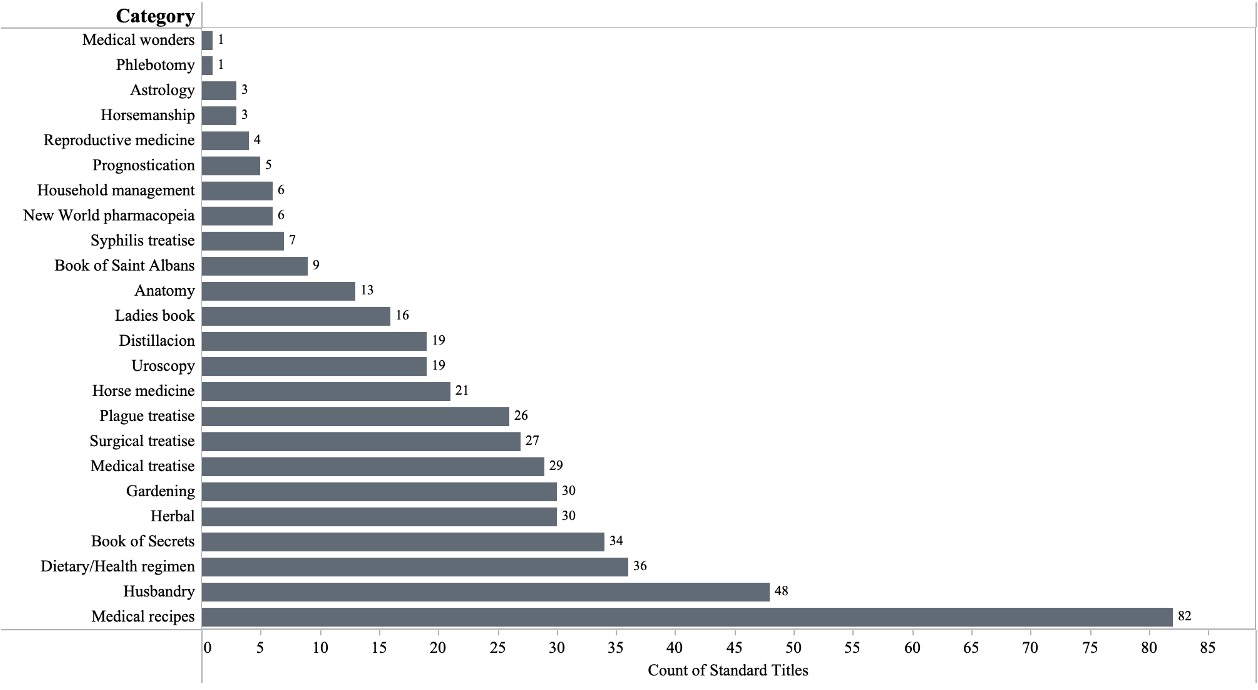 Category
Medical wonders 1
Phlebotomy 1
Astrology 3
Horsemanship 3
Reproductive medicine 4
Prognostication 5
Household management 6
New World pharmacopeia 6
Syphilis treatise 7
Book of Saint Albans 9
Anatomy 13
Ladies book 16
Distillacion 19
Uroscopy 19
Horse medicine 21
Plague treatise 26
Surgical treatise 27
Medical treatise 29
Gardening 30
Herbal 30
Book of Secrets 34
Dietary/Health regimen 36
Husbandry 48
Medical recipes 82
0 5 10 15 20 25 30 35 40 45 50 55 60 65 70 75 80 85
Count of Standard Titles